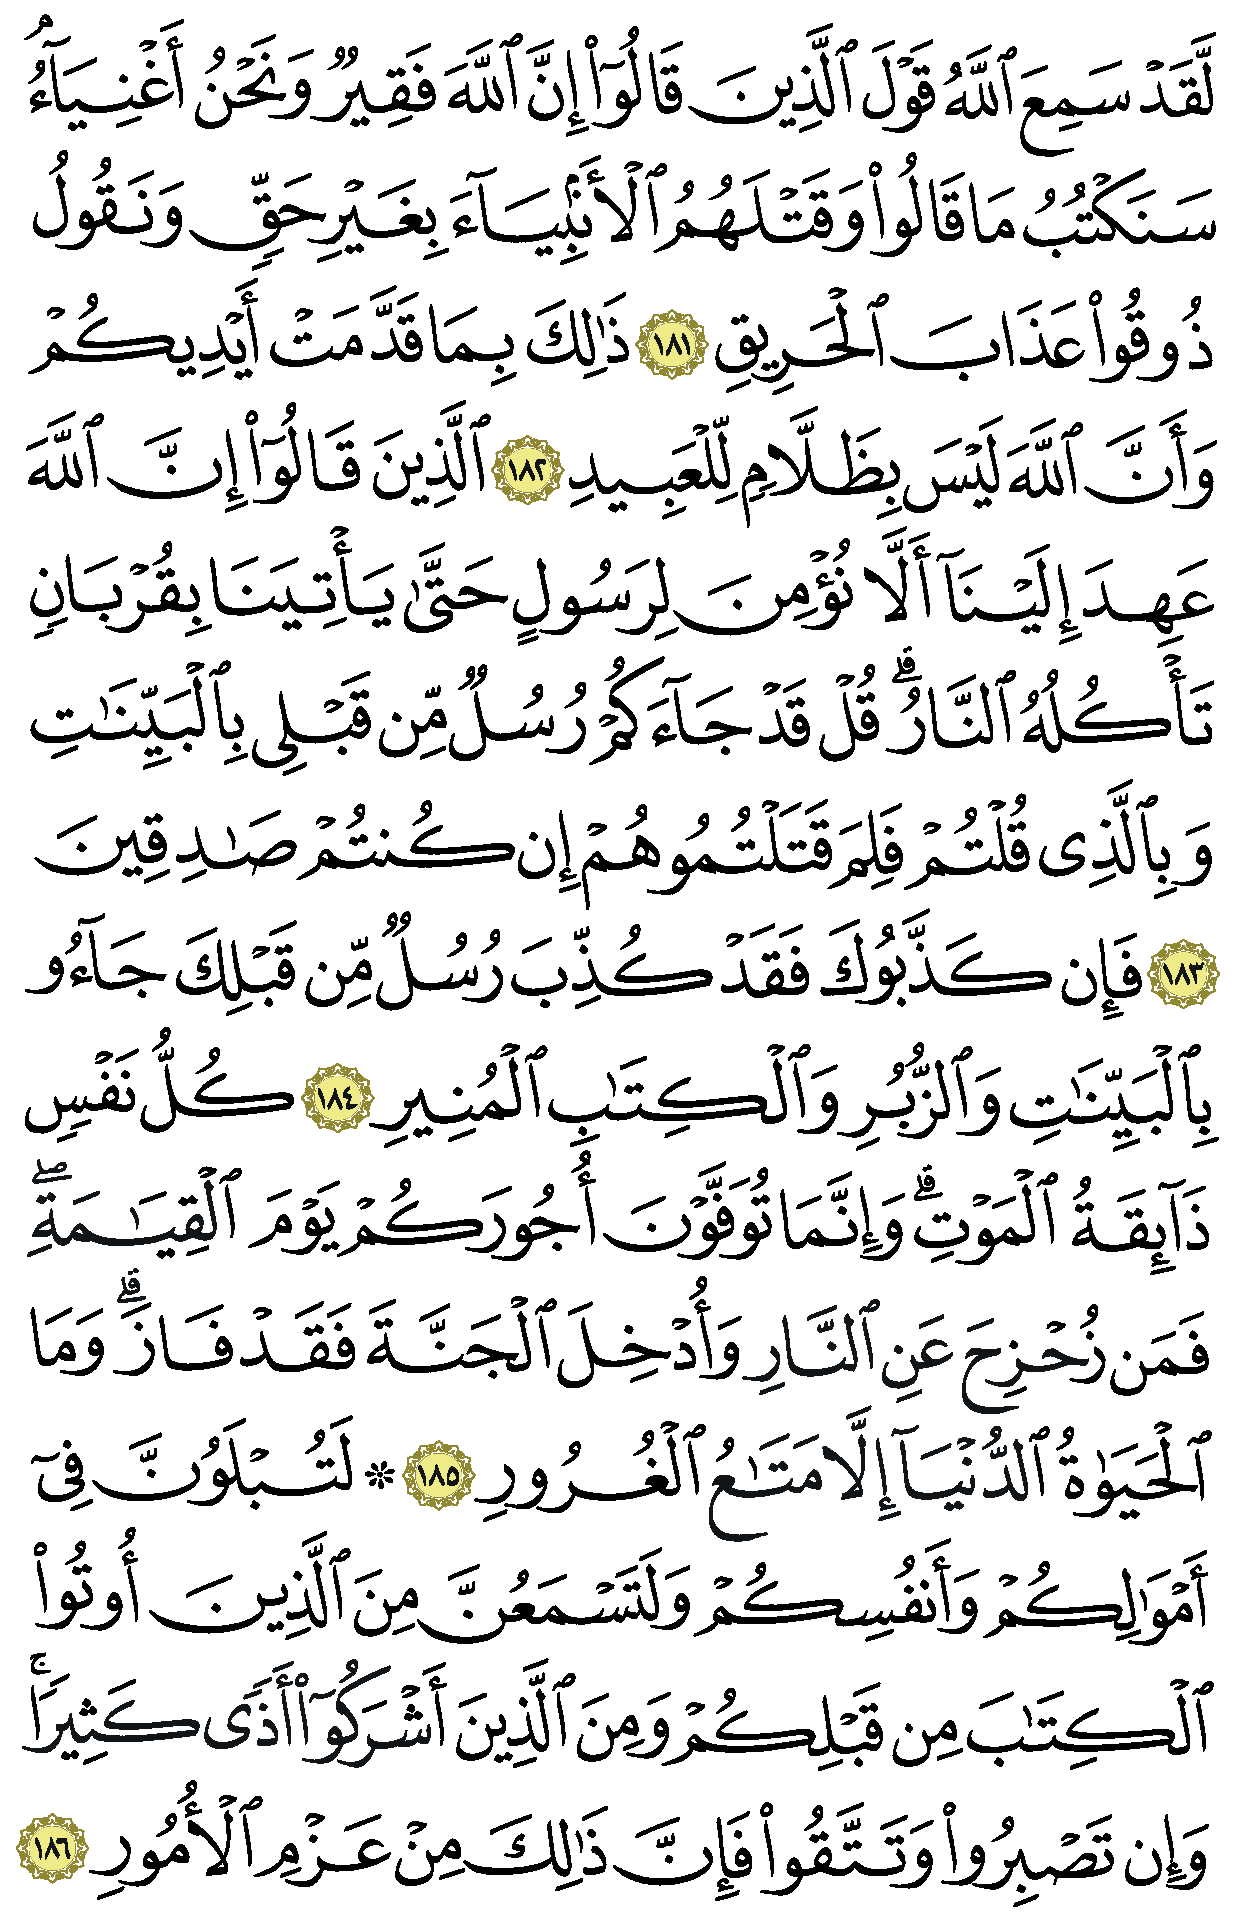 لَّقَدْ سَمِعَ ٱللَّهُ قَوْلَ ٱلَّذِينَ قَالُوٓا۟ إِنَّ ٱللَّهَ فَقِيرٌ وَنَحْنُ أَغْنِيَآءُ ۘ
سَنَكْتُبُ مَا قَالُوا۟ وَقَتْلَهُمُ ٱلْأَنۢبِيَآءَ بِغَيْرِ حَقٍّ وَنَقُولُ
ذُوقُوا۟ عَذَابَ ٱلْحَرِيقِ ١٨١ ذَٰلِكَ بِمَا قَدَّمَتْ أَيْدِيكُمْ
وَأَنَّ ٱللَّهَ لَيْسَ بِظَلَّامٍ لِّلْعَبِيدِ ١٨٢ ٱلَّذِينَ قَالُوٓا۟ إِنَّ ٱللَّهَ
عَهِدَ إِلَيْنَآ أَلَّا نُؤْمِنَ لِرَسُولٍ حَتَّىٰ يَأْتِيَنَا بِقُرْبَانٍ
تَأْكُلُهُ ٱلنَّارُ ۗ قُلْ قَدْ جَآءَكُمْ رُسُلٌ مِّن قَبْلِى بِٱلْبَيِّنَٰتِ
وَبِٱلَّذِى قُلْتُمْ فَلِمَ قَتَلْتُمُوهُمْ إِن كُنتُمْ صَٰدِقِينَ
١٨٣ فَإِن كَذَّبُوكَ فَقَدْ كُذِّبَ رُسُلٌ مِّن قَبْلِكَ جَآءُو
بِٱلْبَيِّنَٰتِ وَٱلزُّبُرِ وَٱلْكِتَٰبِ ٱلْمُنِيرِ ١٨٤ كُلُّ نَفْسٍ
ذَآئِقَةُ ٱلْمَوْتِ ۗ وَإِنَّمَا تُوَفَّوْنَ أُجُورَكُمْ يَوْمَ ٱلْقِيَٰمَةِ ۖ
فَمَن زُحْزِحَ عَنِ ٱلنَّارِ وَأُدْخِلَ ٱلْجَنَّةَ فَقَدْ فَازَ ۗ وَمَا
ٱلْحَيَوٰةُ ٱلدُّنْيَآ إِلَّا مَتَٰعُ ٱلْغُرُورِ ١٨٥ ۞ لَتُبْلَوُنَّ فِىٓ
أَمْوَٰلِكُمْ وَأَنفُسِكُمْ وَلَتَسْمَعُنَّ مِنَ ٱلَّذِينَ أُوتُوا۟
ٱلْكِتَٰبَ مِن قَبْلِكُمْ وَمِنَ ٱلَّذِينَ أَشْرَكُوٓا۟ أَذًى كَثِيرًا ۚ
وَإِن تَصْبِرُوا۟ وَتَتَّقُوا۟ فَإِنَّ ذَٰلِكَ مِنْ عَزْمِ ٱلْأُمُورِ ١٨٦